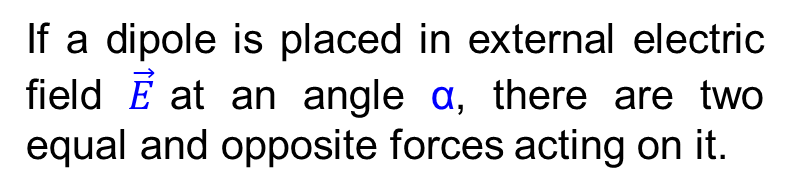 If a dipole is placed in external electric
field $\vec{E}$ at an angle α, there are two
equal and opposite forces acting on it.